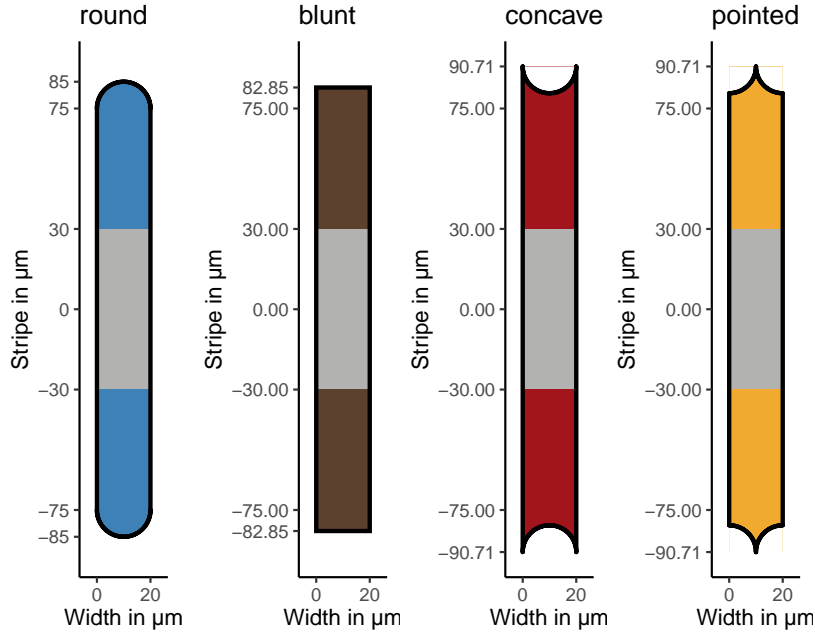 round
85
75
30
0
−30
−75
−85
Stripe in µm
0 20
Width in µm
blunt
82.85
75.00
30.00
0.00
−30.00
−75.00
−82.85
Stripe in µm
0 20
Width in µm
concave
90.71
75.00
30.00
0.00
−30.00
−75.00
−90.71
Stripe in µm
0 20
Width in µm
pointed
90.71
75.00
30.00
0.00
−30.00
−75.00
−90.71
Stripe in µm
0 20
Width in µm